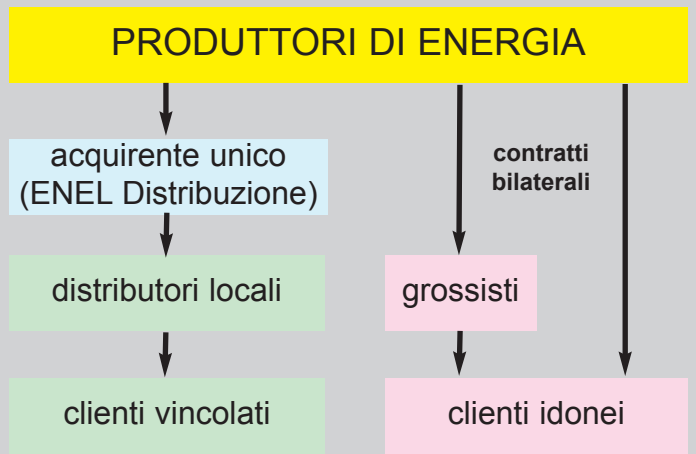 PRODUTTORI DI ENERGIA
acquirente unico
(ENEL Distribuzione)
contratti
bilaterali
distributori locali
grossisti
clienti vincolati
clienti idonei